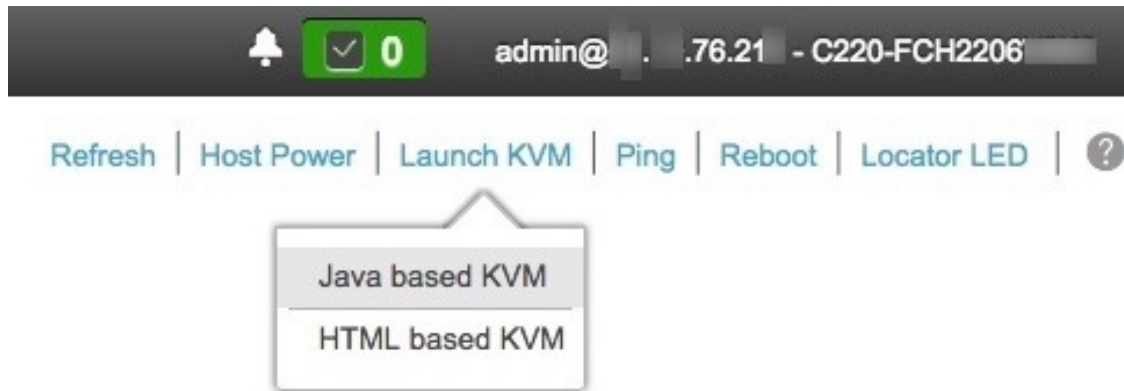 0 admin@ . .76.21 - C220-FCH2206
Refresh | Host Power | Launch KVM | Ping | Reboot | Locator LED | ?
Java based KVM
HTML based KVM